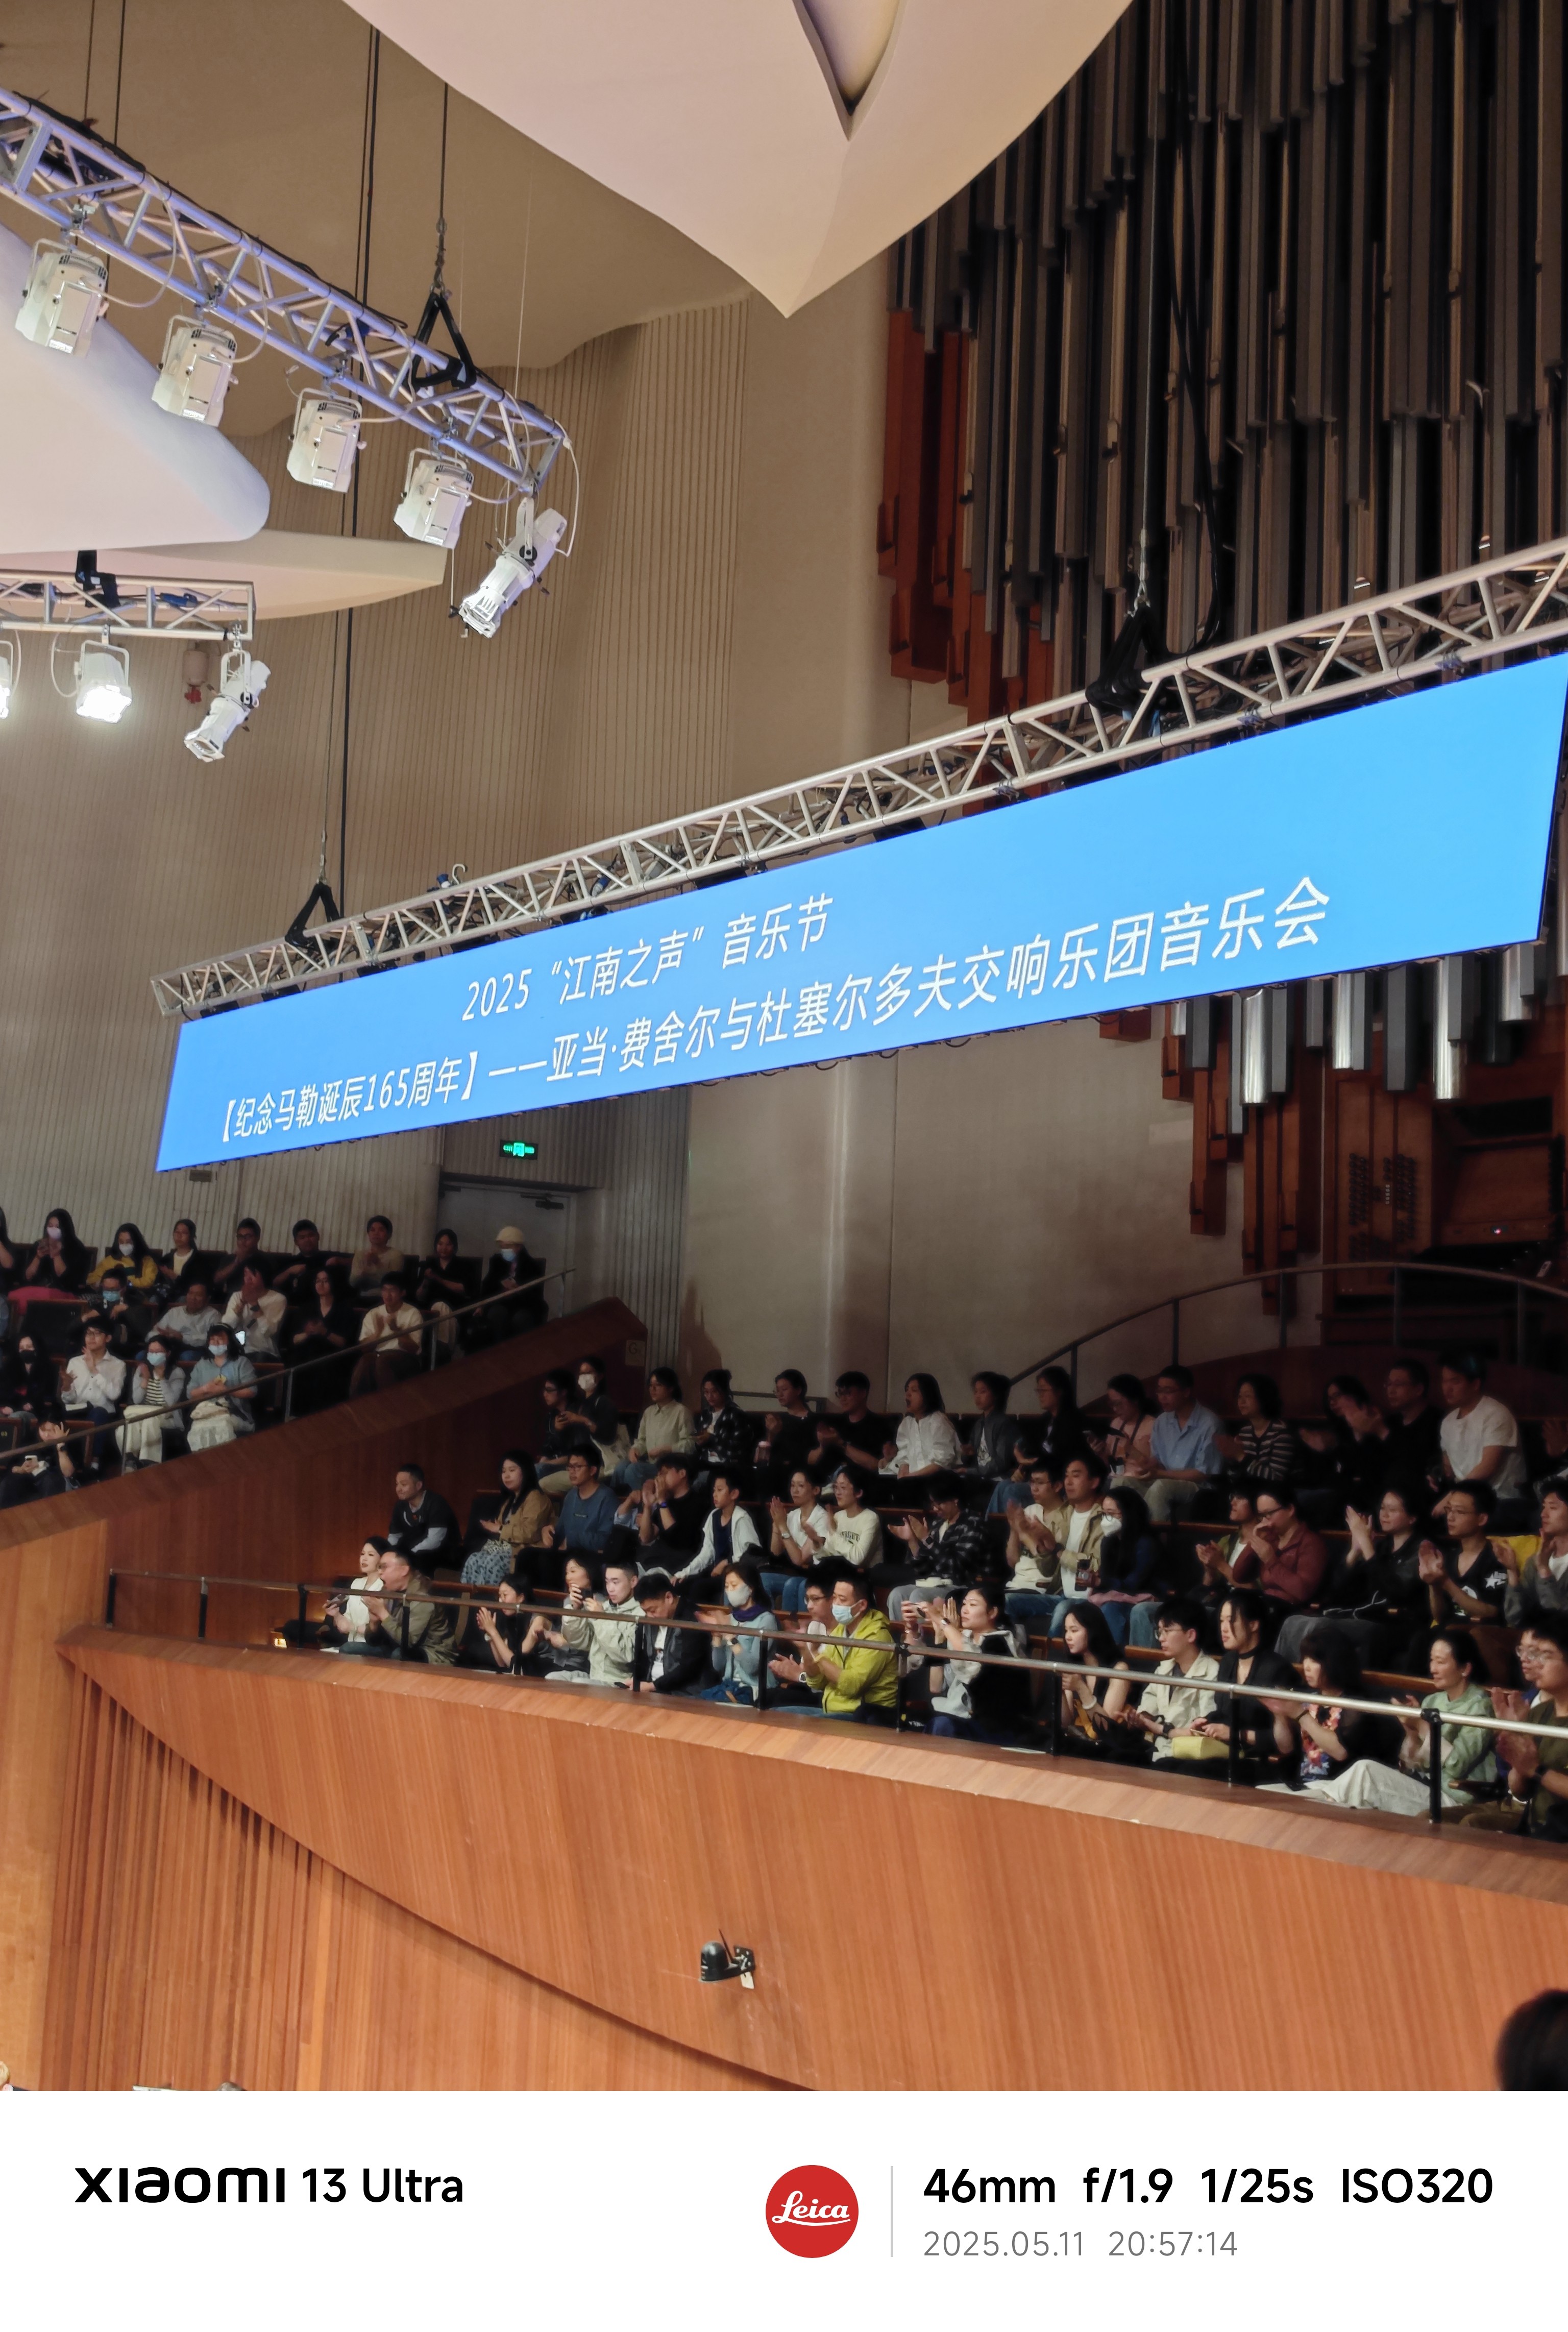 2025“江南之声”音乐节
【纪念马勒诞辰165周年】——亚当·费舍尔与杜塞尔多夫交响乐团音乐会
xiaomi 13 Ultra
Leica
46mm f/1.9 1/25s ISO320
2025.05.11 20:57:14